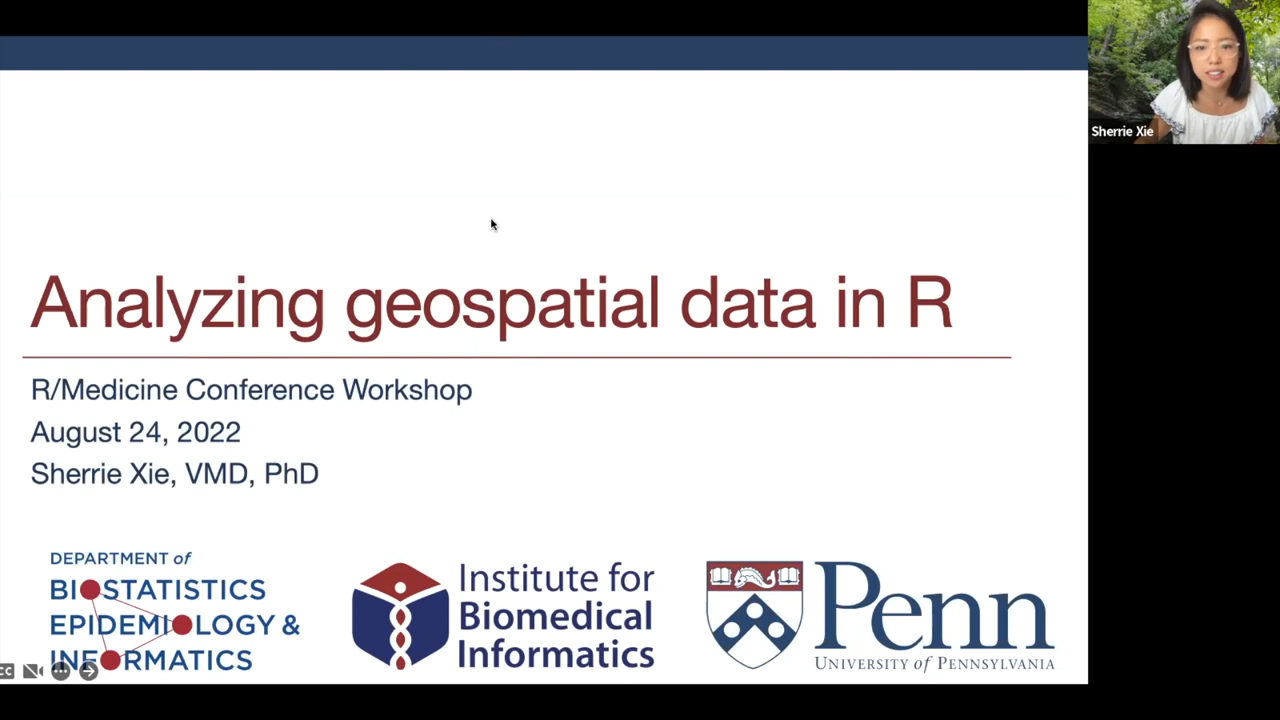 Sherrie Xie
Analyzing geospatial data in R
R/Medicine Conference Workshop
August 24, 2022
Sherrie Xie, VMD, PhD
DEPARTMENT of
BIOSTATISTICS
EPIDEMIOLOGY &
INFORMATICS
Institute for
Biomedical
Informatics
Penn
UNIVERSITY of PENNSYLVANIA
CC